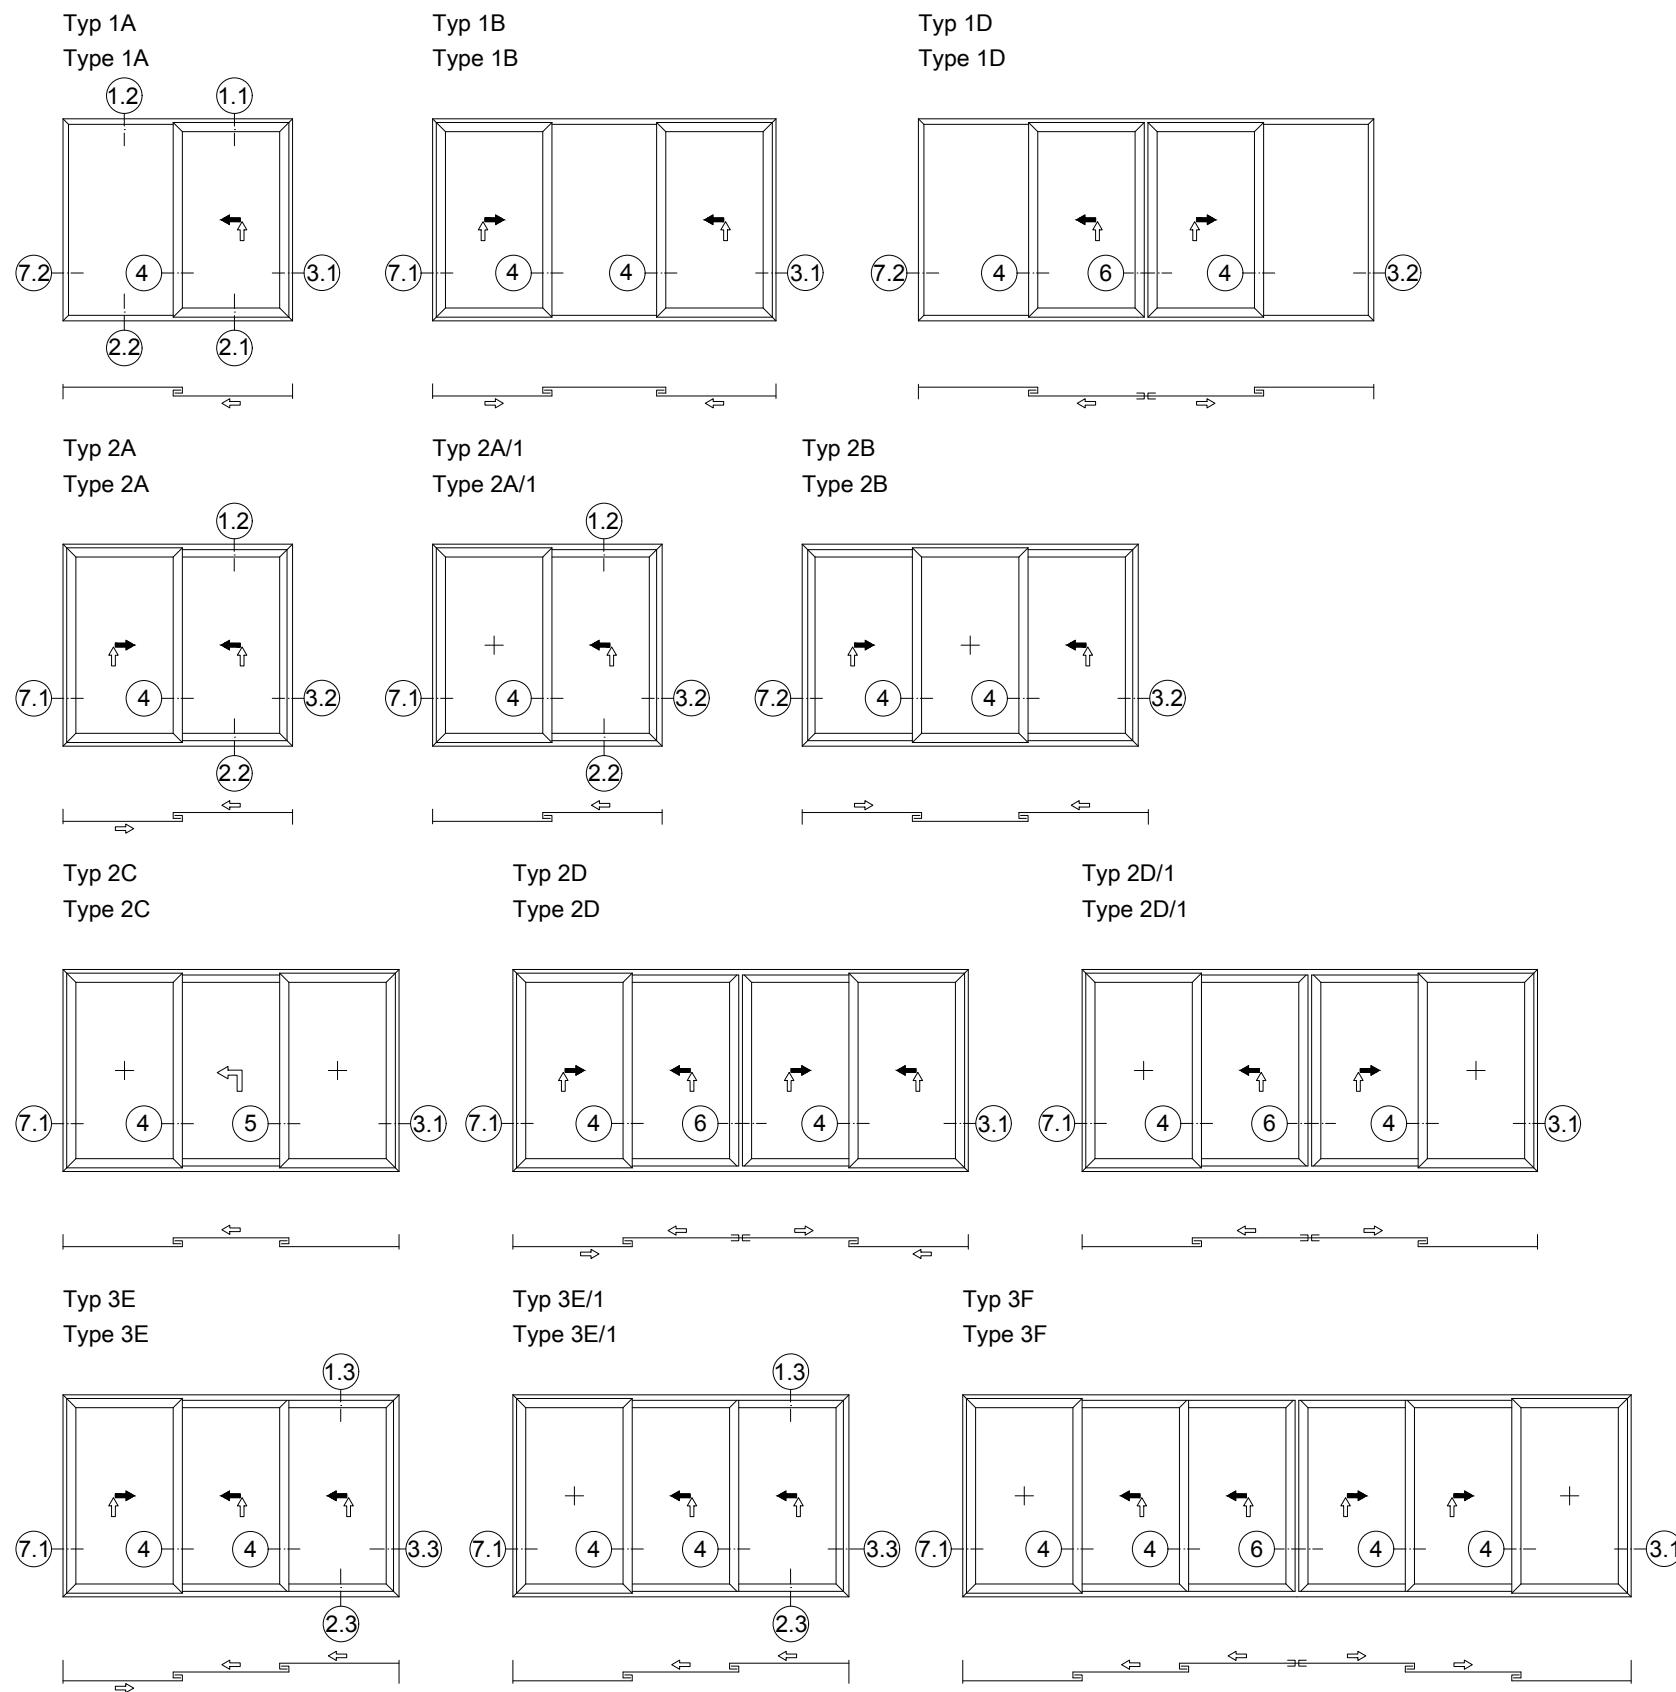 Typ 1A
Type 1A
1.2
1.1
7.2
4
3.1
2.2
2.1
Typ 1B
Type 1B
7.1
4
4
3.1
Typ 1D
Type 1D
7.2
4
6
4
3.2
Typ 2A
Type 2A
1.2
7.1
4
3.2
2.2
Typ 2A/1
Type 2A/1
1.2
7.1
4
3.2
2.2
Typ 2B
Type 2B
7.2
4
4
3.2
Typ 2C
Type 2C
7.1
4
5
3.1
Typ 2D
Type 2D
7.1
4
6
4
3.1
Typ 2D/1
Type 2D/1
7.1
4
6
4
3.1
Typ 3E
Type 3E
1.3
7.1
4
4
3.3
2.3
Typ 3E/1
Type 3E/1
1.3
7.1
4
4
3.3
2.3
Typ 3F
Type 3F
7.1
4
4
6
4
4
3.1